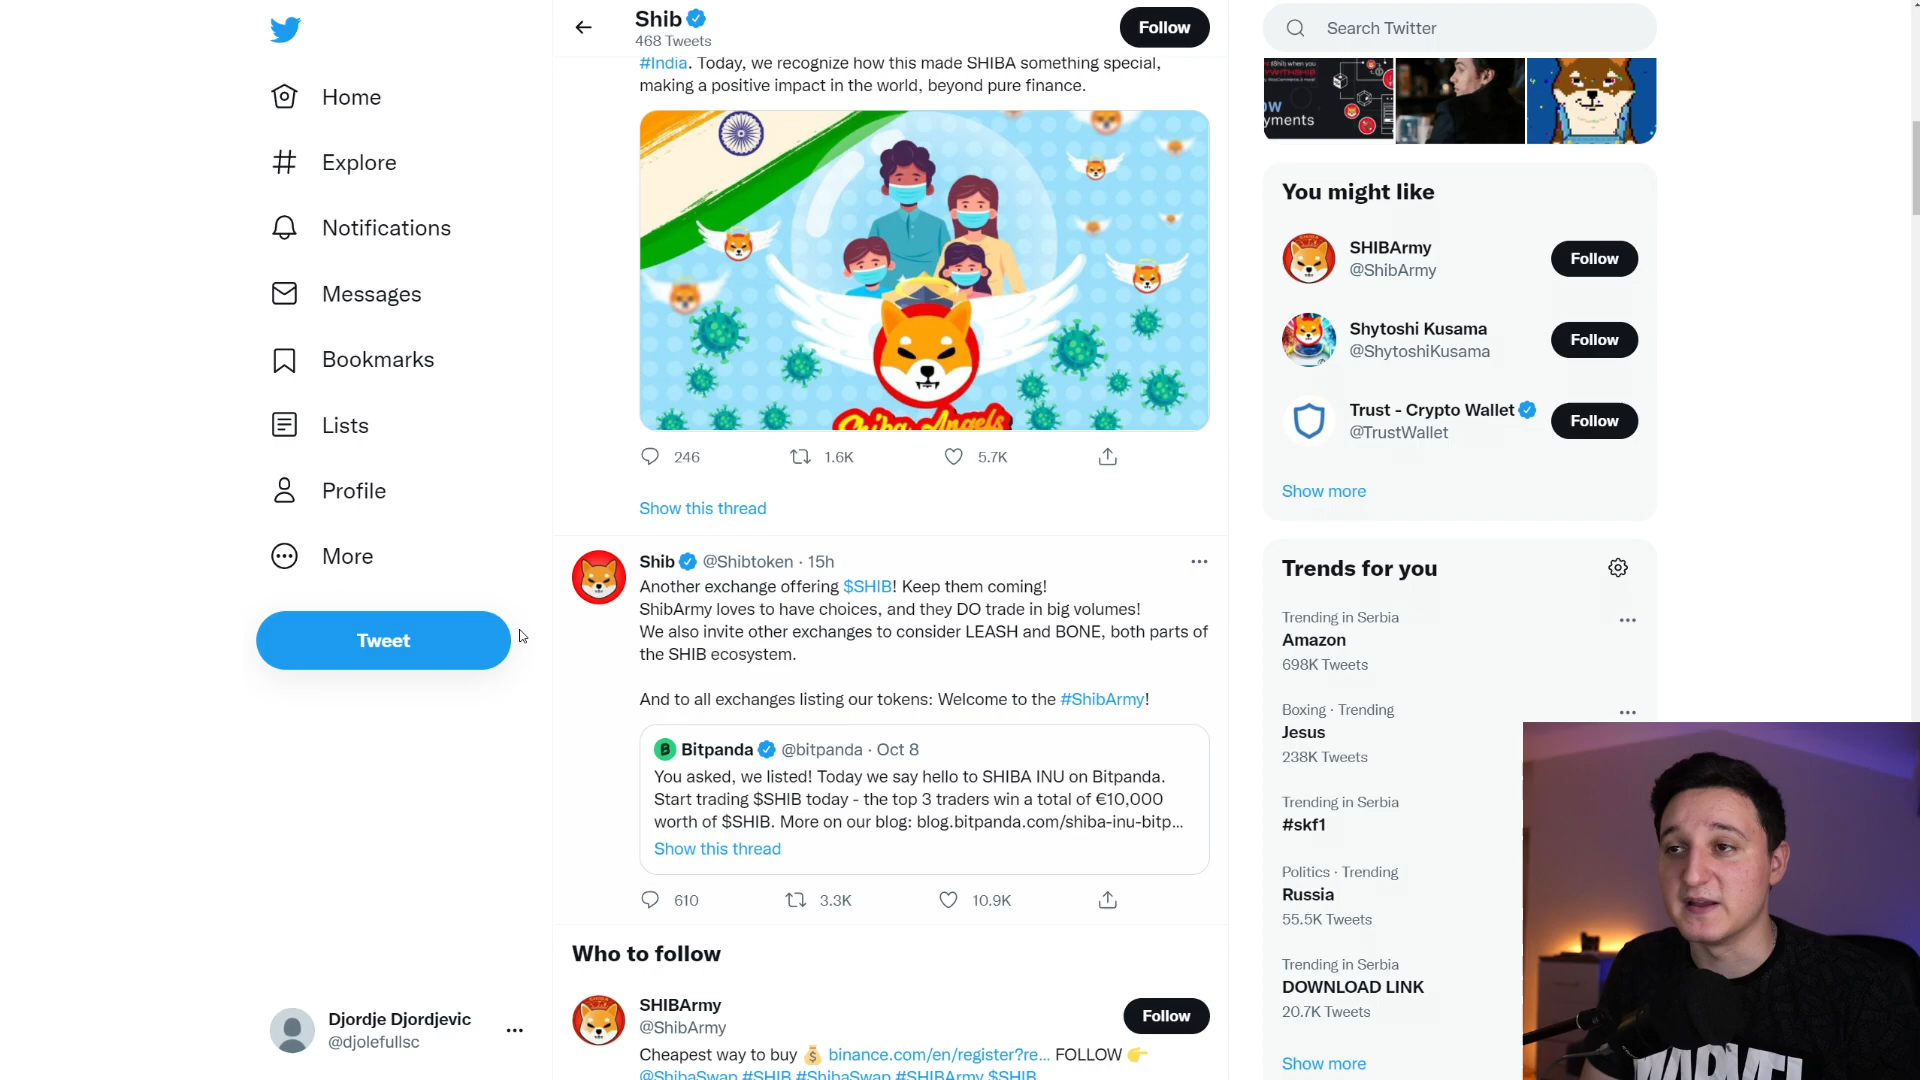 Home
Explore
Notifications
Messages
Bookmarks
Lists
Profile
More
Tweet
Djordje Djordjevic
@djolefullsc
Shib
468 Tweets
Follow
#India. Today, we recognize how this made SHIBA something special,
making a positive impact in the world, beyond pure finance.
Shiba Angels
246
1.6K
5.7K
Show this thread
Shib @Shibtoken · 15h
Another exchange offering $SHIB! Keep them coming!
ShibArmy loves to have choices, and they DO trade in big volumes!
We also invite other exchanges to consider LEASH and BONE, both parts of
the SHIB ecosystem.
And to all exchanges listing our tokens: Welcome to the #ShibArmy!
Bitpanda @bitpanda · Oct 8
You asked, we listed! Today we say hello to SHIBA INU on Bitpanda.
Start trading $SHIB today - the top 3 traders win a total of €10,000
worth of $SHIB. More on our blog: blog.bitpanda.com/shiba-inu-bitp...
Show this thread
610
3.3K
10.9K
Who to follow
SHIBArmy
@ShibArmy
Follow
Cheapest way to buy 💰 binance.com/en/register?re... FOLLOW 👉
@ShibaSwap #SHIB #ShibaSwap #SHIBArmy $SHIB
Search Twitter
You might like
SHIBArmy
@ShibArmy
Follow
Shytoshi Kusama
@ShytoshiKusama
Follow
Trust - Crypto Wallet
@TrustWallet
Follow
Show more
Trends for you
Trending in Serbia
Amazon
698K Tweets
Boxing · Trending
Jesus
238K Tweets
Trending in Serbia
#skf1
Politics · Trending
Russia
55.5K Tweets
Trending in Serbia
DOWNLOAD LINK
20.7K Tweets
Show more
MARVEL